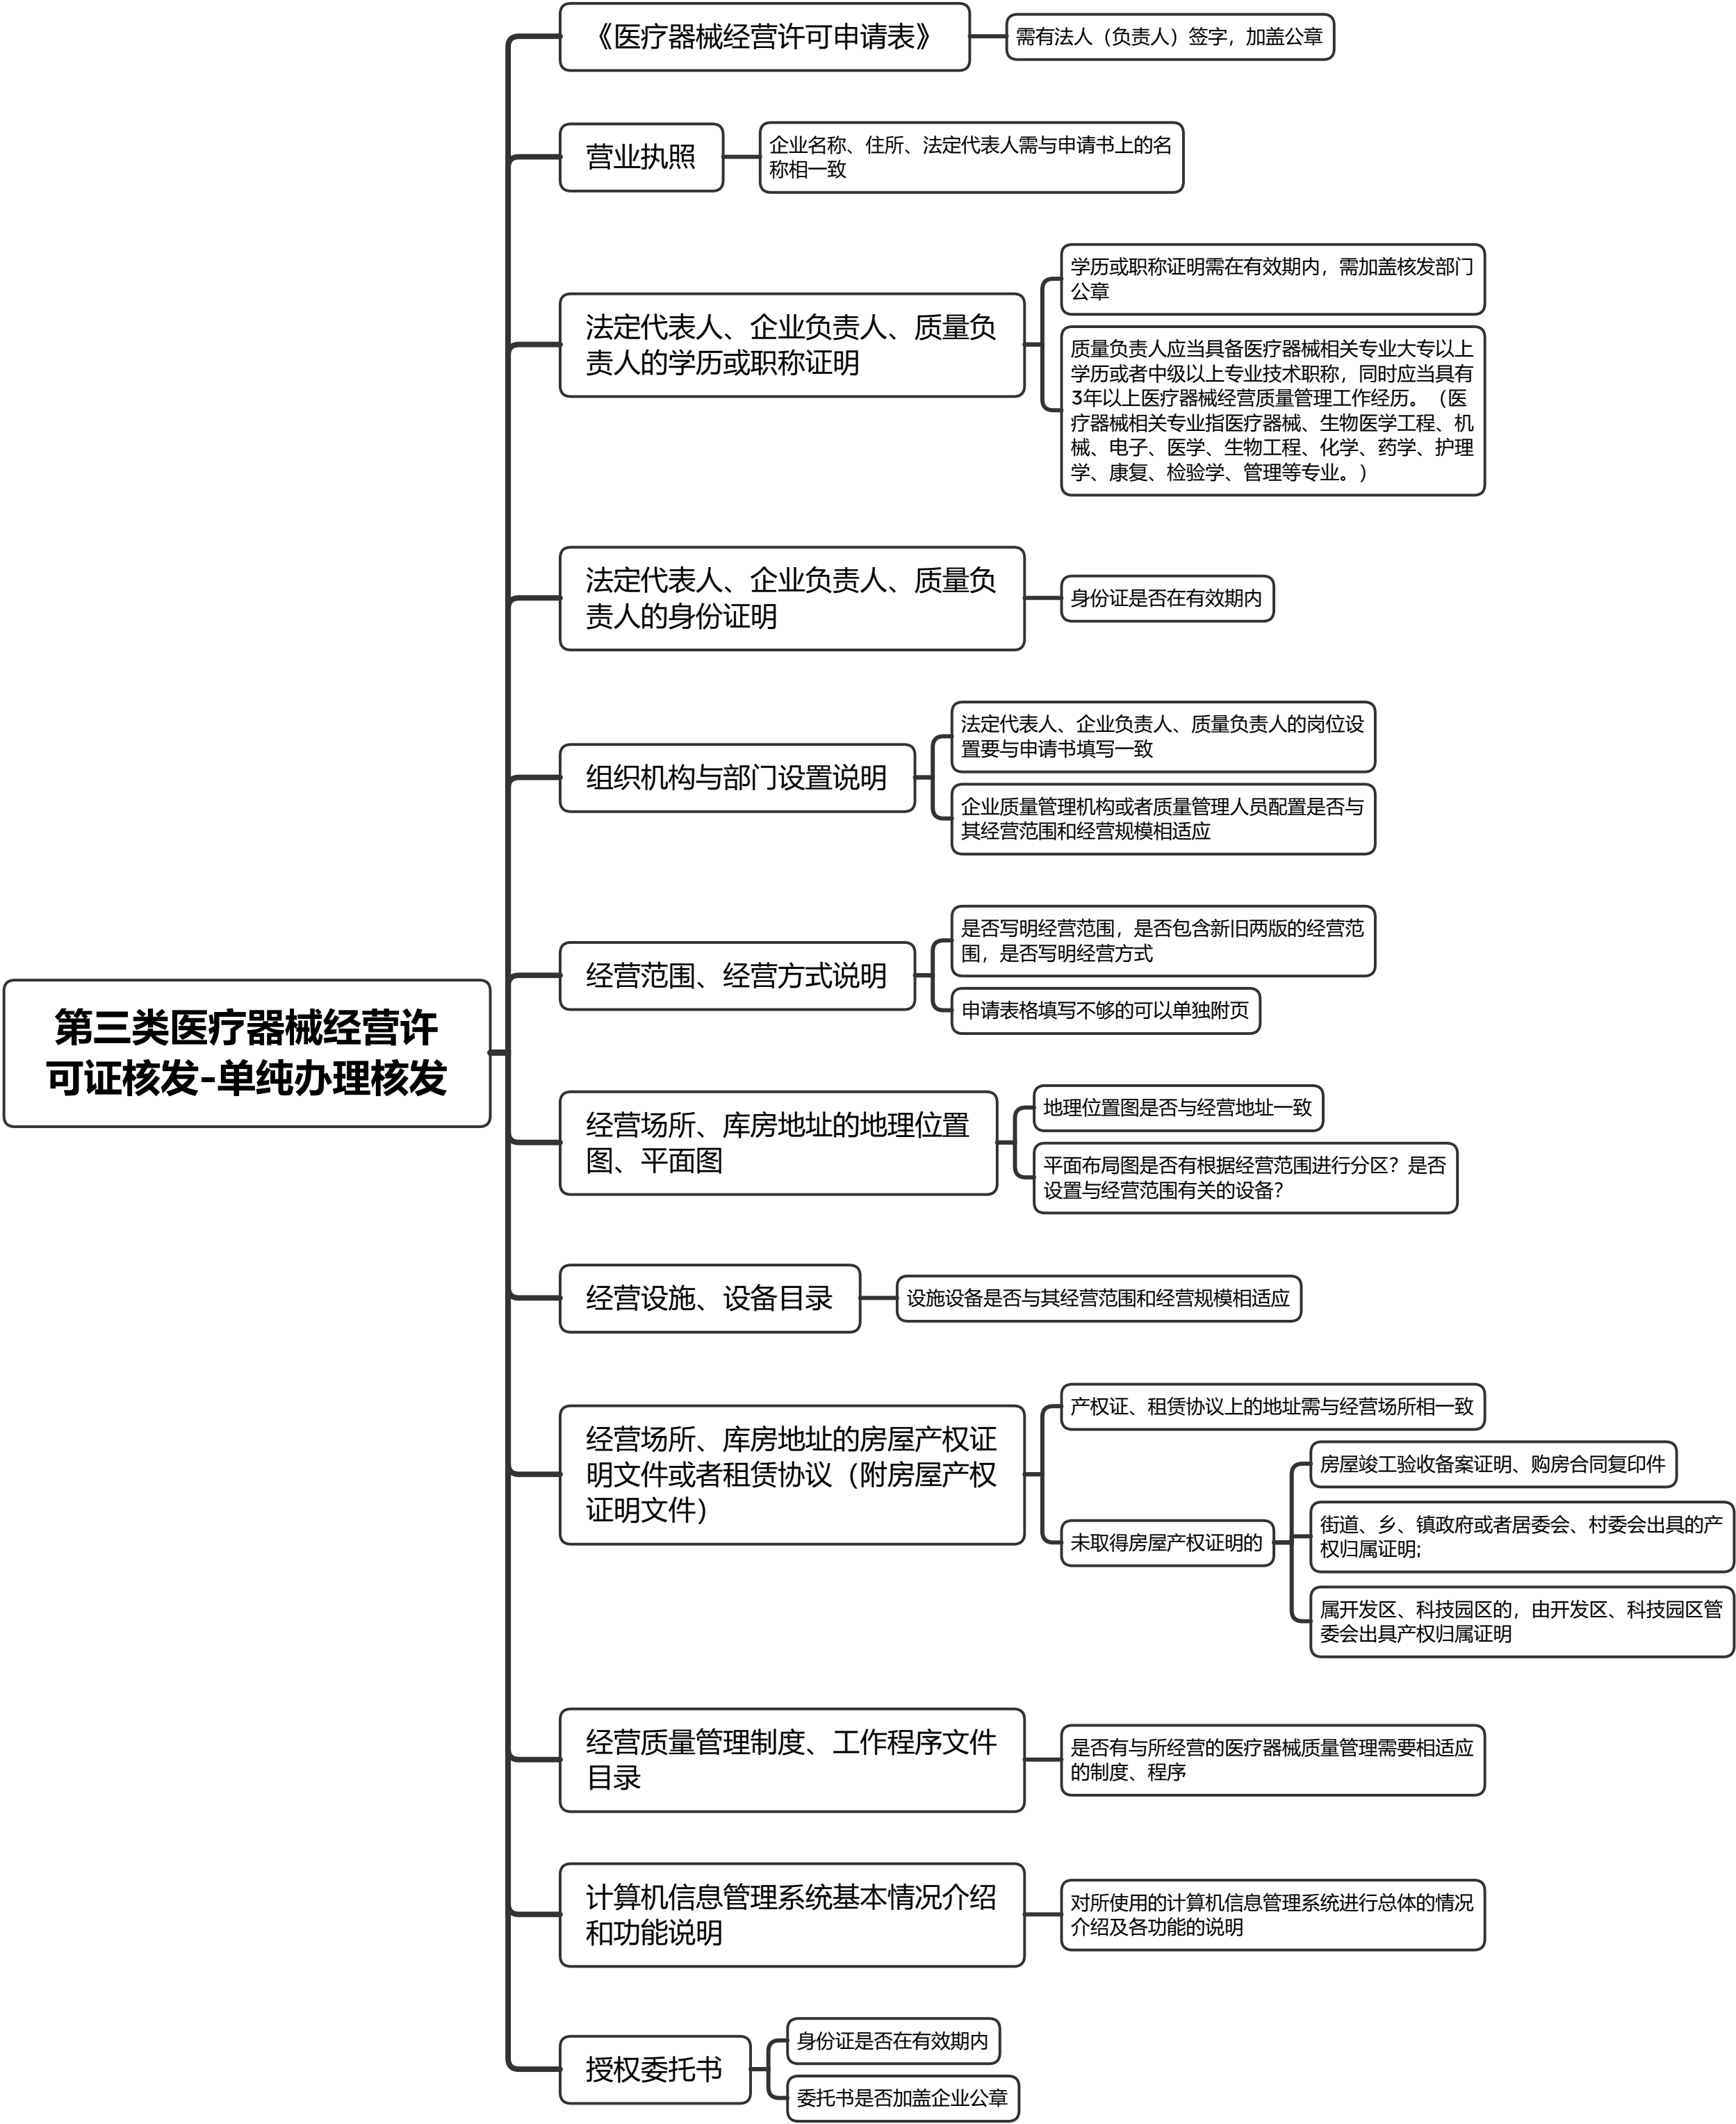 第三类医疗器械经营许
可证核发-单纯办理核发
《医疗器械经营许可申请表》
需有法人（负责人）签字，加盖公章
营业执照
企业名称、住所、法定代表人需与申请书上的名
称相一致
法定代表人、企业负责人、质量负
责人的学历或职称证明
学历或职称证明需在有效期内，需加盖核发部门
公章
质量负责人应当具备医疗器械相关专业大专以上
学历或者中级以上专业技术职称，同时应当具有
3年以上医疗器械经营质量管理工作经历。（医
疗器械相关专业指医疗器械、生物医学工程、机
械、电子、医学、生物工程、化学、药学、护理
学、康复、检验学、管理等专业。）
法定代表人、企业负责人、质量负
责人的身份证明
身份证是否在有效期内
组织机构与部门设置说明
法定代表人、企业负责人、质量负责人的岗位设
置要与申请书填写一致
企业质量管理机构或者质量管理人员配置是否与
其经营范围和经营规模相适应
经营范围、经营方式说明
是否写明经营范围，是否包含新旧两版的经营范
围，是否写明经营方式
申请表格填写不够的可以单独附页
经营场所、库房地址的地理位置
图、平面图
地理位置图是否与经营地址一致
平面布局图是否有根据经营范围进行分区？是否
设置与经营范围有关的设备？
经营设施、设备目录
设施设备是否与其经营范围和经营规模相适应
经营场所、库房地址的房屋产权证
明文件或者租赁协议（附房屋产权
证明文件）
产权证、租赁协议上的地址需与经营场所相一致
未取得房屋产权证明的
房屋竣工验收备案证明、购房合同复印件
街道、乡、镇政府或者居委会、村委会出具的产
权归属证明;
属开发区、科技园区的，由开发区、科技园区管
委会出具产权归属证明
经营质量管理制度、工作程序文件
目录
是否有与所经营的医疗器械质量管理需要相适应
的制度、程序
计算机信息管理系统基本情况介绍
和功能说明
对所使用的计算机信息管理系统进行总体的情况
介绍及各功能的说明
授权委托书
身份证是否在有效期内
委托书是否加盖企业公章